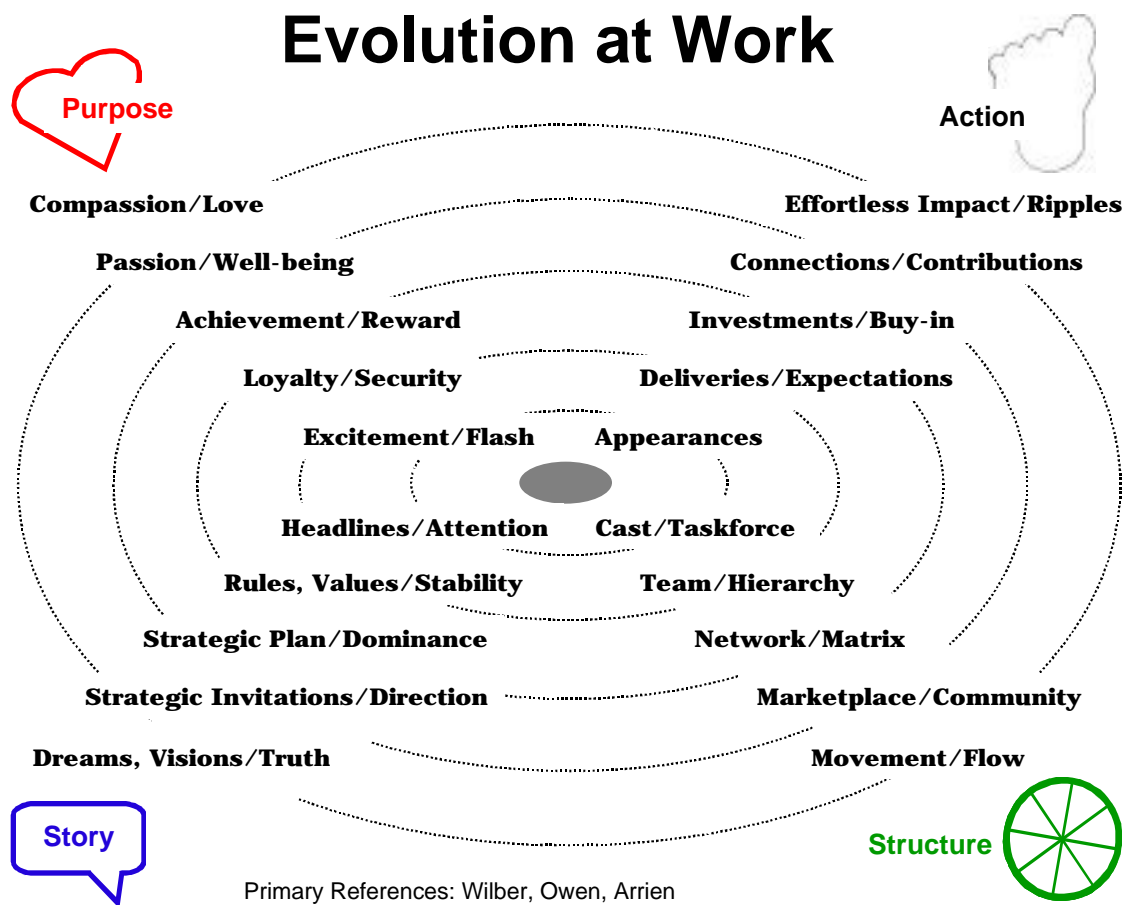 Evolution at Work
Purpose
Action
Compassion/Love
Effortless Impact/Ripples
Passion/Well-being
Connections/Contributions
Achievement/Reward
Investments/Buy-in
Loyalty/Security
Deliveries/Expectations
Excitement/Flash
Appearances
Headlines/Attention
Cast/Taskforce
Rules, Values/Stability
Team/Hierarchy
Strategic Plan/Dominance
Network/Matrix
Strategic Invitations/Direction
Marketplace/Community
Dreams, Visions/Truth
Movement/Flow
Story
Structure
Primary References: Wilber, Owen, Arrien